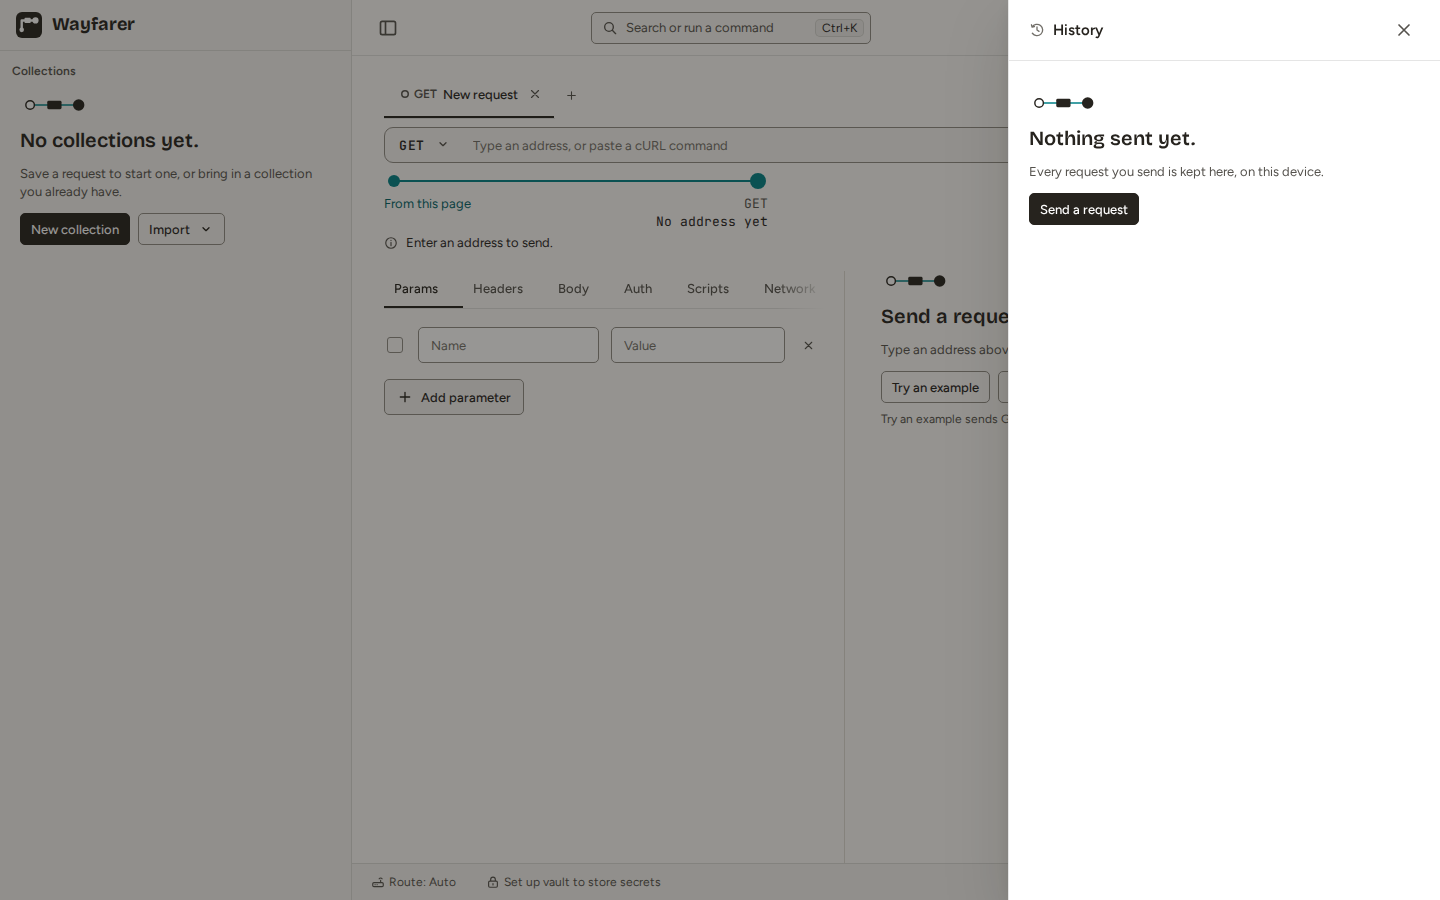 Wayfarer
Collections
No collections yet.
Save a request to start one, or bring in a collection
you already have.
New collection
Import
Search or run a command
Ctrl+K
GET New request
GET
Type an address, or paste a cURL command
From this page
GET
No address yet
Enter an address to send.
Params
Headers
Body
Auth
Scripts
Network
Name
Value
Add parameter
Send a reque
Type an address abov
Try an example
Try an example sends G
Route: Auto
Set up vault to store secrets
History
Nothing sent yet.
Every request you send is kept here, on this device.
Send a request